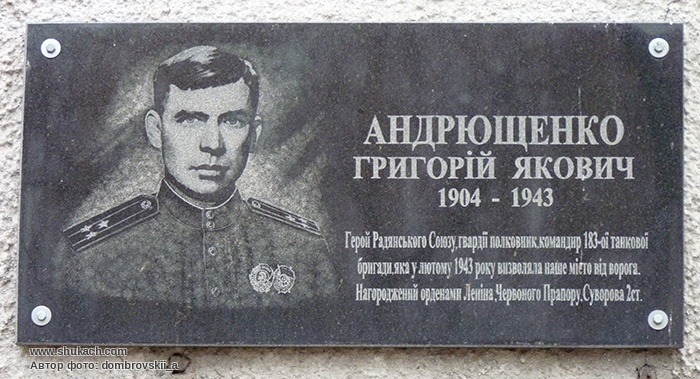 АНДРЮЩЕНКО
ГРИГОРІЙ ЯКОВИЧ
1904 - 1943
Герой Радянського Союзу,гвардії полковник,командир 183-ої танкової
бригади,яка у лютому 1943 року визволяла наше місто від ворога.
Нагороджений орденами Леніна,Червоного Прапору,Суворова 2ст.
www.shukach.com
Автор фото: dombrovskii_a